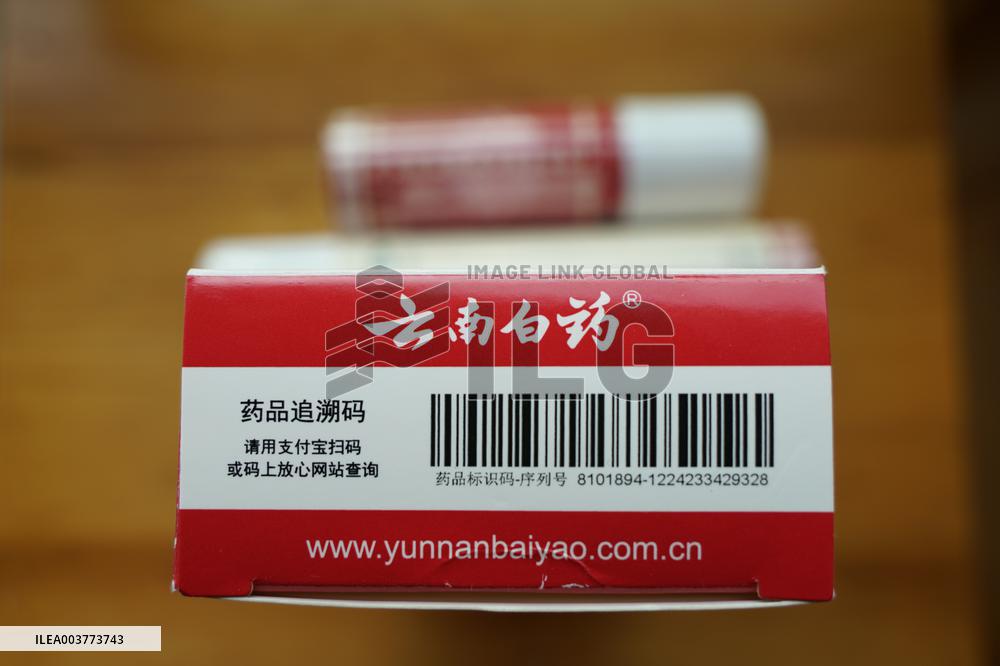 IMAGE LINK GLOBAL
ILG
云南白药®
药品追溯码
请用支付宝扫码
或码上放心网站查询
药品标识码-序列号 8101894-1224233429328
www.yunnanbaiyao.com.cn
ILEA003773743